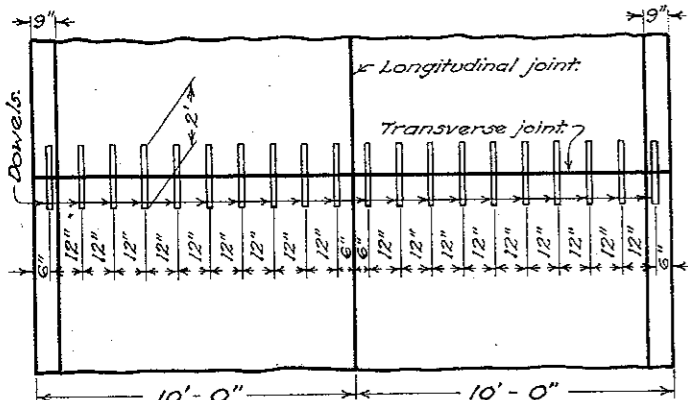 9"
9"
Longitudinal joint.
2'
Dowels.
Transverse joint
6" 12" 12" 12" 12" 12" 12" 12" 12" 12" 6" 6" 12" 12" 12" 12" 12" 12" 12" 12" 12" 6"
10'-0" 10'-0"